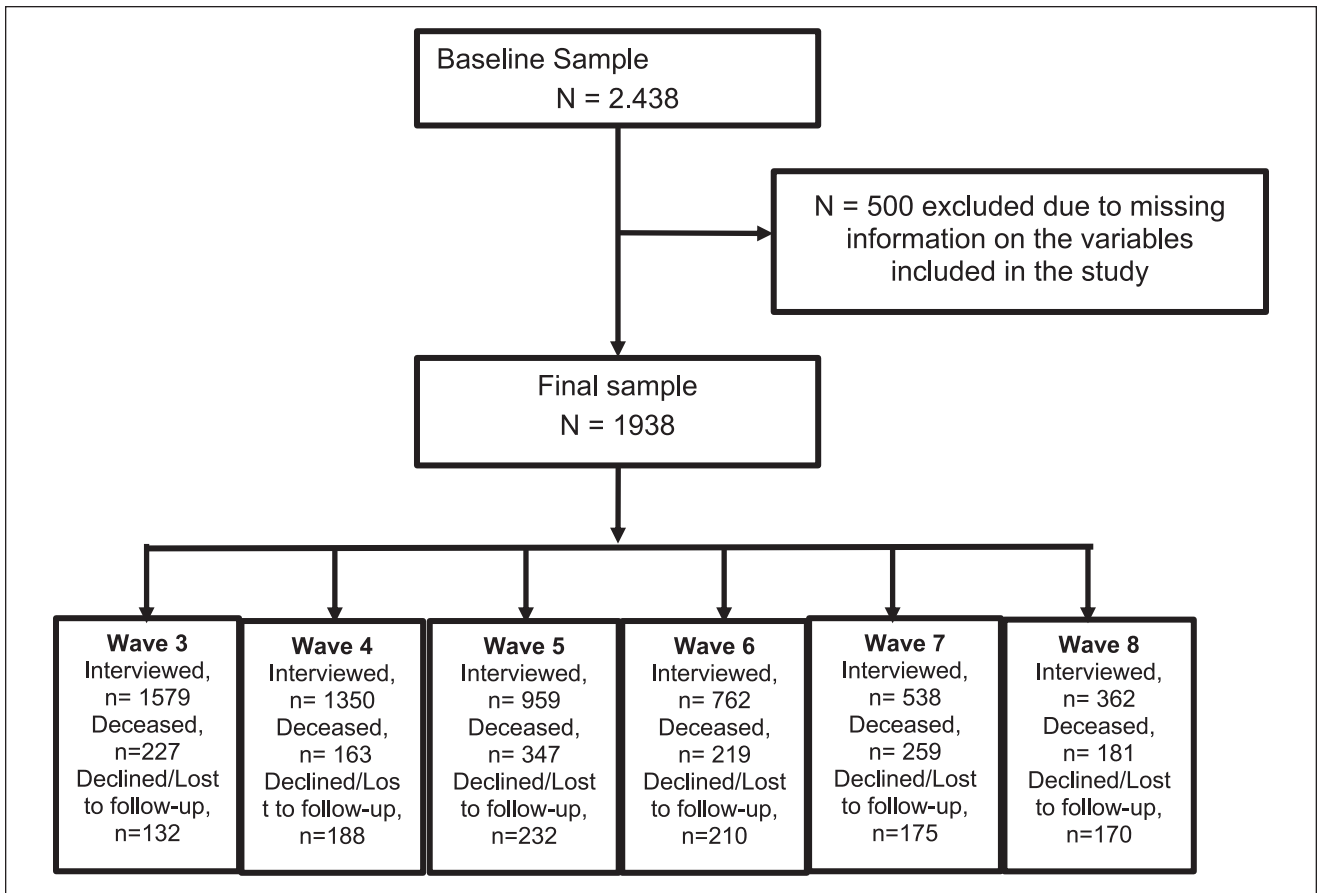 Baseline Sample
N = 2.438
N = 500 excluded due to missing
information on the variables
included in the study
Final sample
N = 1938
Wave 3
Interviewed,
n= 1579
Deceased,
n=227
Declined/Lost
to follow-up,
n=132
Wave 4
Interviewed,
n= 1350
Deceased,
n= 163
Declined/Los
t to follow-up,
n=188
Wave 5
Interviewed,
n= 959
Deceased,
n= 347
Declined/Lost
to follow-up,
n=232
Wave 6
Interviewed,
n= 762
Deceased,
n= 219
Declined/Lost
to follow-up,
n= 210
Wave 7
Interviewed,
n= 538
Deceased,
n= 259
Declined/Lost
to follow-up,
n=175
Wave 8
Interviewed,
n= 362
Deceased,
n= 181
Declined/Lost
to follow-up,
n= 170